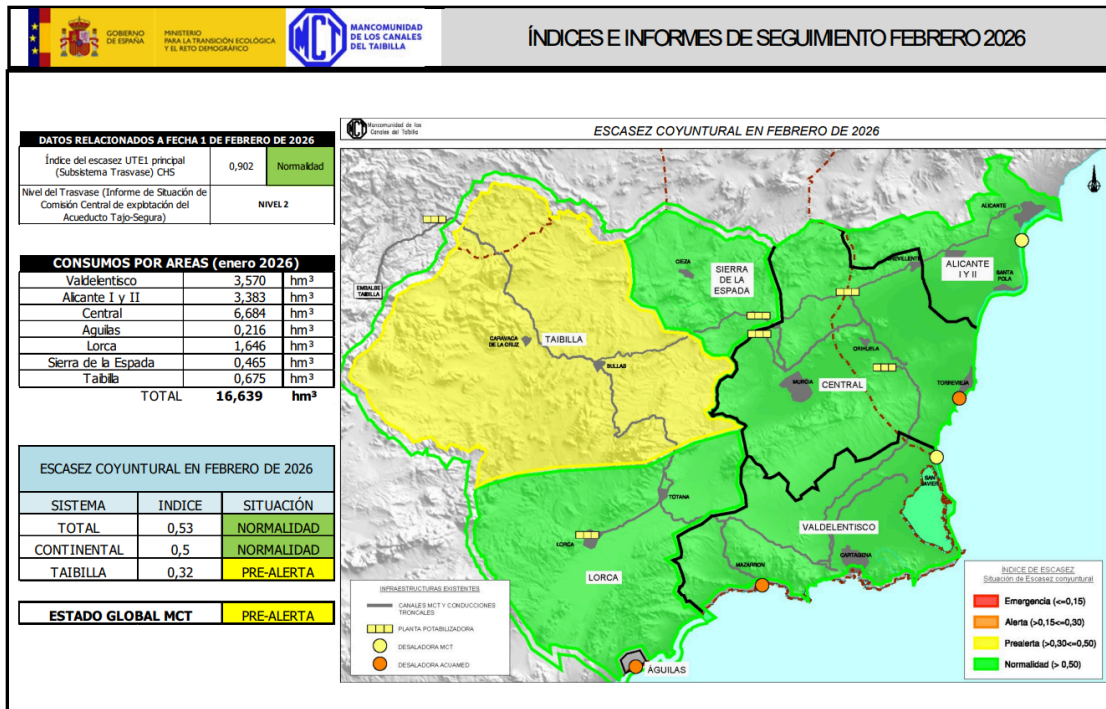 GOBIERNO
DE ESPAÑA
MINISTERIO
PARA LA TRANSICIÓN ECOLÓGICA
Y EL RETO DEMOGRÁFICO
MCT
MANCOMUNIDAD
DE LOS CANALES
DEL TAIBILLA
ÍNDICES E INFORMES DE SEGUIMIENTO FEBRERO 2026
DATOS RELACIONADOS A FECHA 1 DE FEBRERO DE 2026
Índice del escasez UTE1 principal
(Subsistema Trasvase) CHS
0,902
Normalidad
Nivel del Trasvase (Informe de Situación de
Comisión Central de explotación del
Acueducto Tajo-Segura)
NIVEL 2
CONSUMOS POR AREAS (enero 2026)
Valdelentisco 3,570 hm³
Alicante I y II 3,383 hm³
Central 6,684 hm³
Aguilas 0,216 hm³
Lorca 1,646 hm³
Sierra de la Espada 0,465 hm³
Taibilla 0,675 hm³
TOTAL 16,639 hm³
ESCASEZ COYUNTURAL EN FEBRERO DE 2026
SISTEMA INDICE SITUACIÓN
TOTAL 0,53 NORMALIDAD
CONTINENTAL 0,5 NORMALIDAD
TAIBILLA 0,32 PRE-ALERTA
ESTADO GLOBAL MCT PRE-ALERTA
MCT
Mancomunidad de los
Canales del Taibilla
ESCASEZ COYUNTURAL EN FEBRERO DE 2026
ALICANTE
CIEZA
SIERRA
DE LA
ESPADA
CREVILLENTE
ALICANTE
I Y II
SANTA
POLA
EMBALSE
TAIBILLA
CARAVACA
DE LA CRUZ
TAIBILLA
BULLAS
ORIHUELA
MURCIA
CENTRAL
TORREVIEJA
SAN
JAVIER
TOTANA
VALDELENTISCO
LORCA
CARTAGENA
MAZARRON
LORCA
ÁGUILAS
INFRAESTRUCTURAS EXISTENTES
CANALES MCT Y CONDUCCIONES
TRONCALES
PLANTA POTABILIZADORA
DESALADORA MCT
DESALADORA ACUAMED
ÍNDICE DE ESCASEZ
Situación de Escasez conyuntural
Emergencia (<=0,15)
Alerta (>0,15<=0,30)
Prealerta (>0,30<=0,50)
Normalidad (> 0,50)